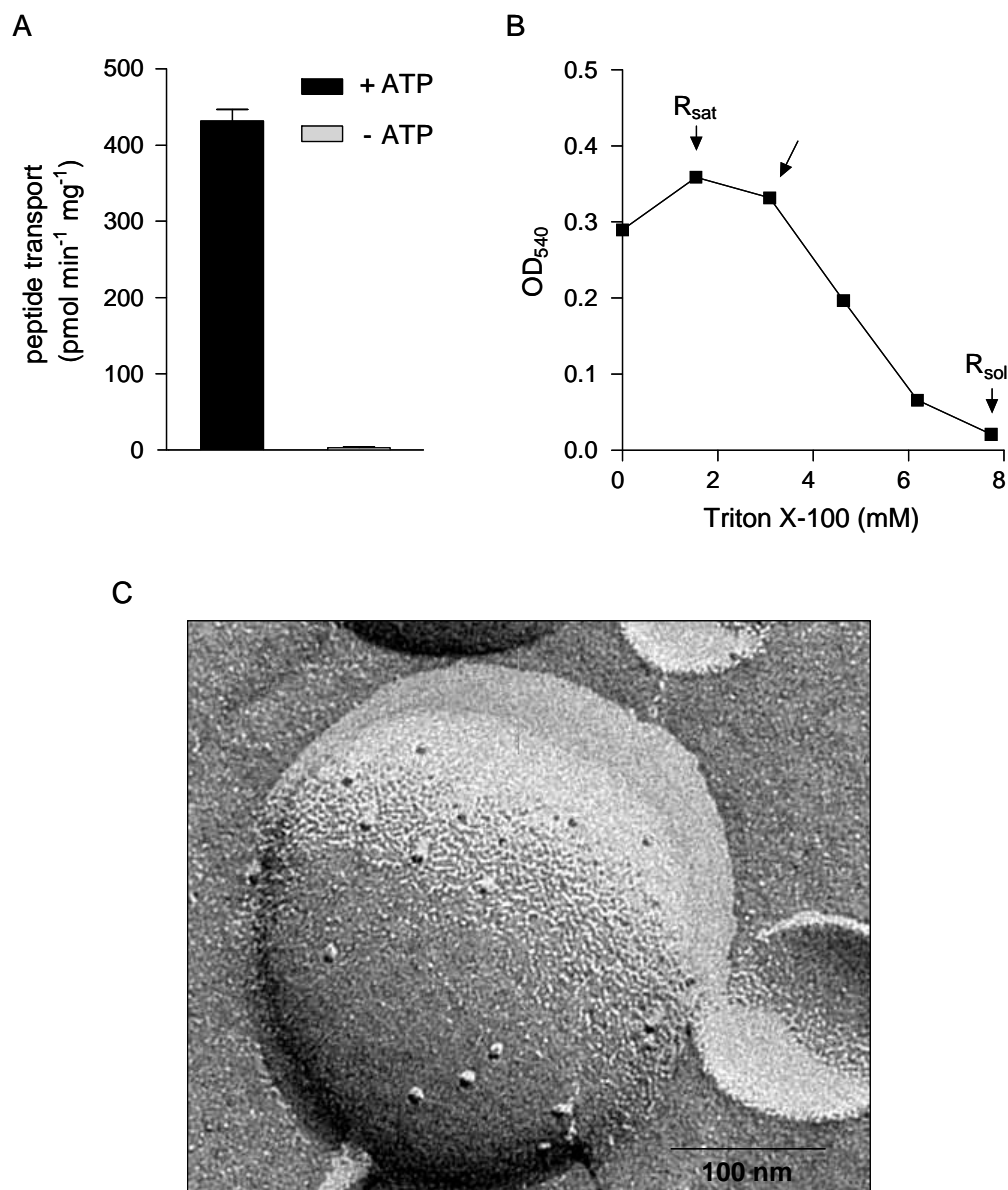 A
500
400
300
200
100
0
peptide transport
(pmol min⁻¹ mg⁻¹)
+ ATP
- ATP
B
0.5
0.4
0.3
0.2
0.1
0.0
OD₅₄₀
R_sat
R_sol
0 2 4 6 8
Triton X-100 (mM)
C
100 nm